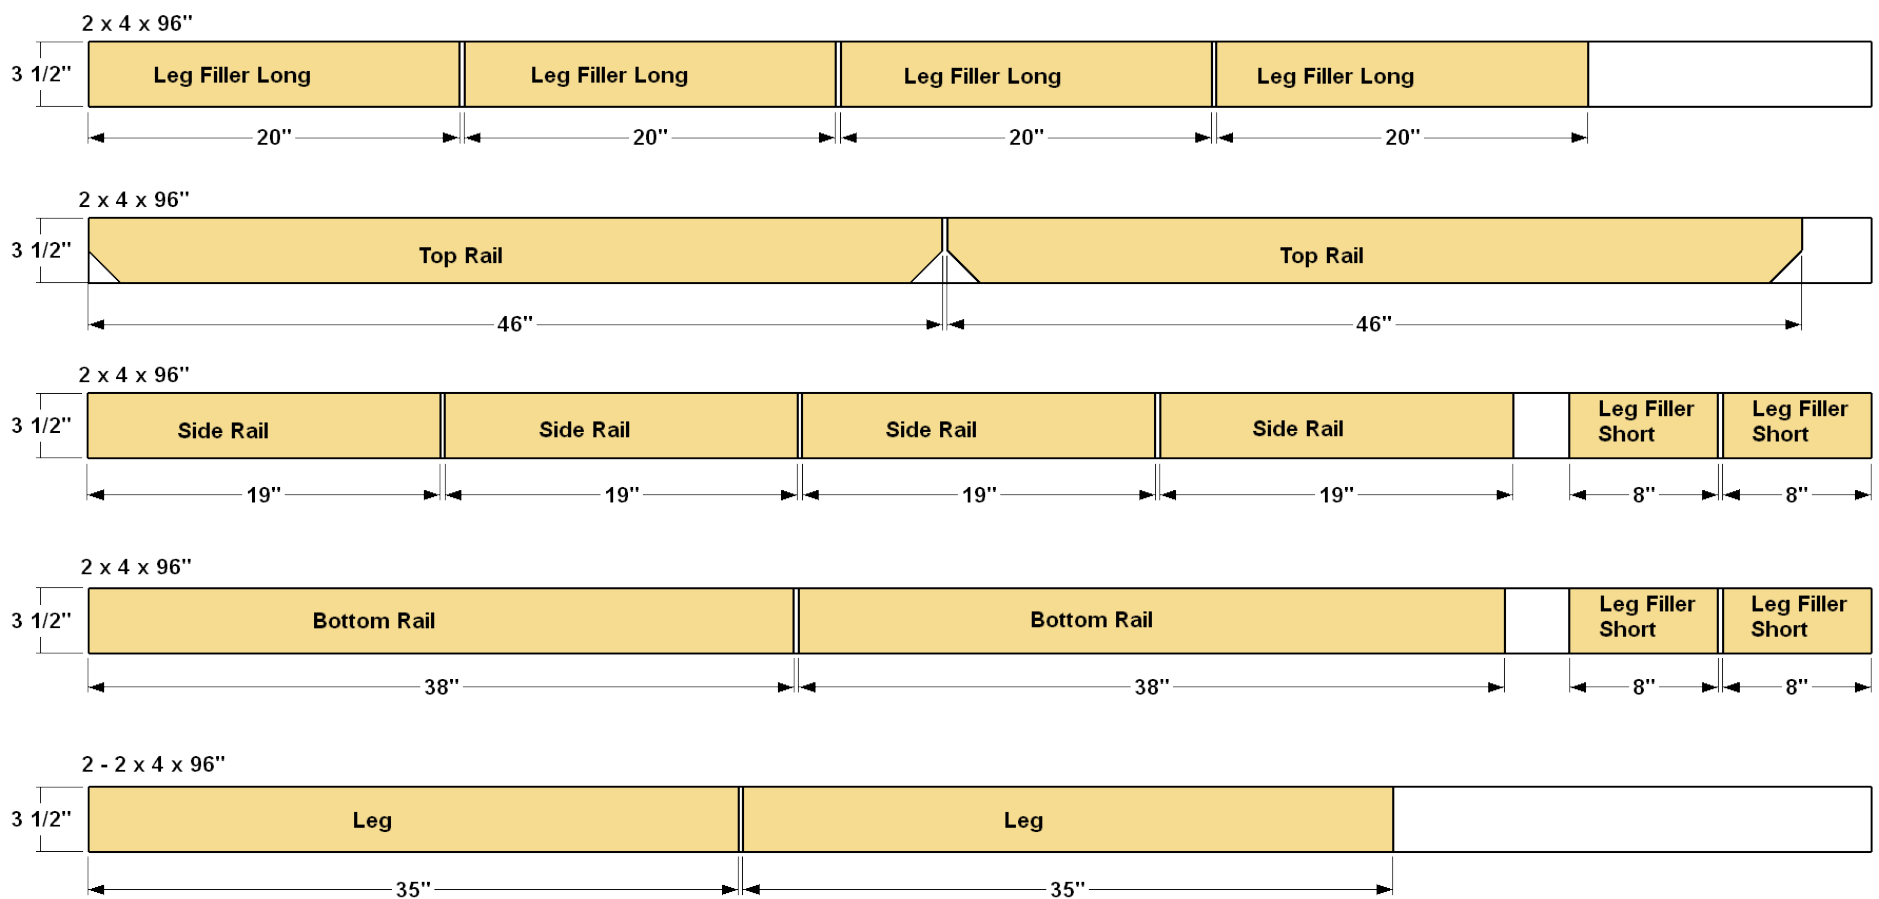 2 x 4 x 96"
3 1/2"
Leg Filler Long
Leg Filler Long
Leg Filler Long
Leg Filler Long
20"
20"
20"
20"
2 x 4 x 96"
3 1/2"
Top Rail
Top Rail
46"
46"
2 x 4 x 96"
3 1/2"
Side Rail
Side Rail
Side Rail
Side Rail
Leg Filler
Short
Leg Filler
Short
19"
19"
19"
19"
8"
8"
2 x 4 x 96"
3 1/2"
Bottom Rail
Bottom Rail
Leg Filler
Short
Leg Filler
Short
38"
38"
8"
8"
2 - 2 x 4 x 96"
3 1/2"
Leg
Leg
35"
35"